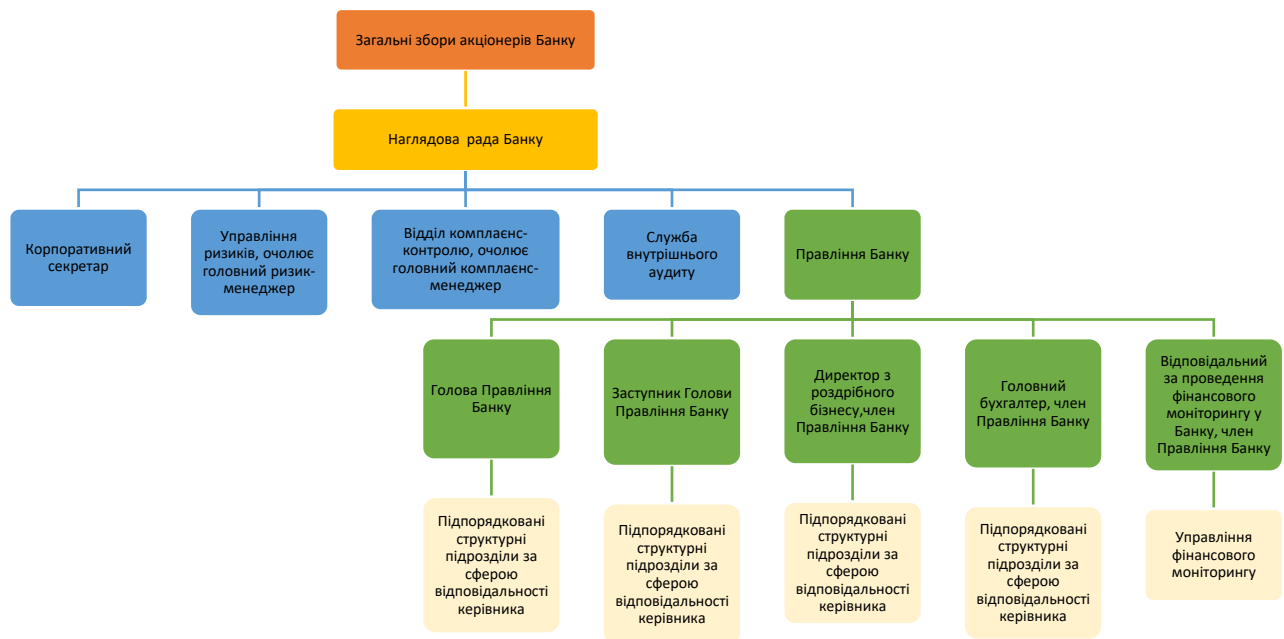 Загальні збори акціонерів Банку
Наглядова рада Банку
Корпоративний
секретар
Управління
ризиків, очолює
головний ризик-
менеджер
Відділ комплаєнс-
контролю, очолює
головний комплаєнс-
менеджер
Служба
внутрішнього
аудиту
Правління Банку
Голова Правління
Банку
Заступник Голови
Правління Банку
Директор з
роздрібного
бізнесу,член
Правління Банку
Головний
бухгалтер, член
Правління Банку
Відповідальний
за проведення
фінансового
моніторингу у
Банку, член
Правління Банку
Підпорядковані
структурні
підрозділи за
сферою
відповідальності
керівника
Підпорядковані
структурні
підрозділи за
сферою
відповідальності
керівника
Підпорядковані
структурні
підрозділи за
сферою
відповідальності
керівника
Підпорядковані
структурні
підрозділи за
сферою
відповідальності
керівника
Управління
фінансового
моніторингу